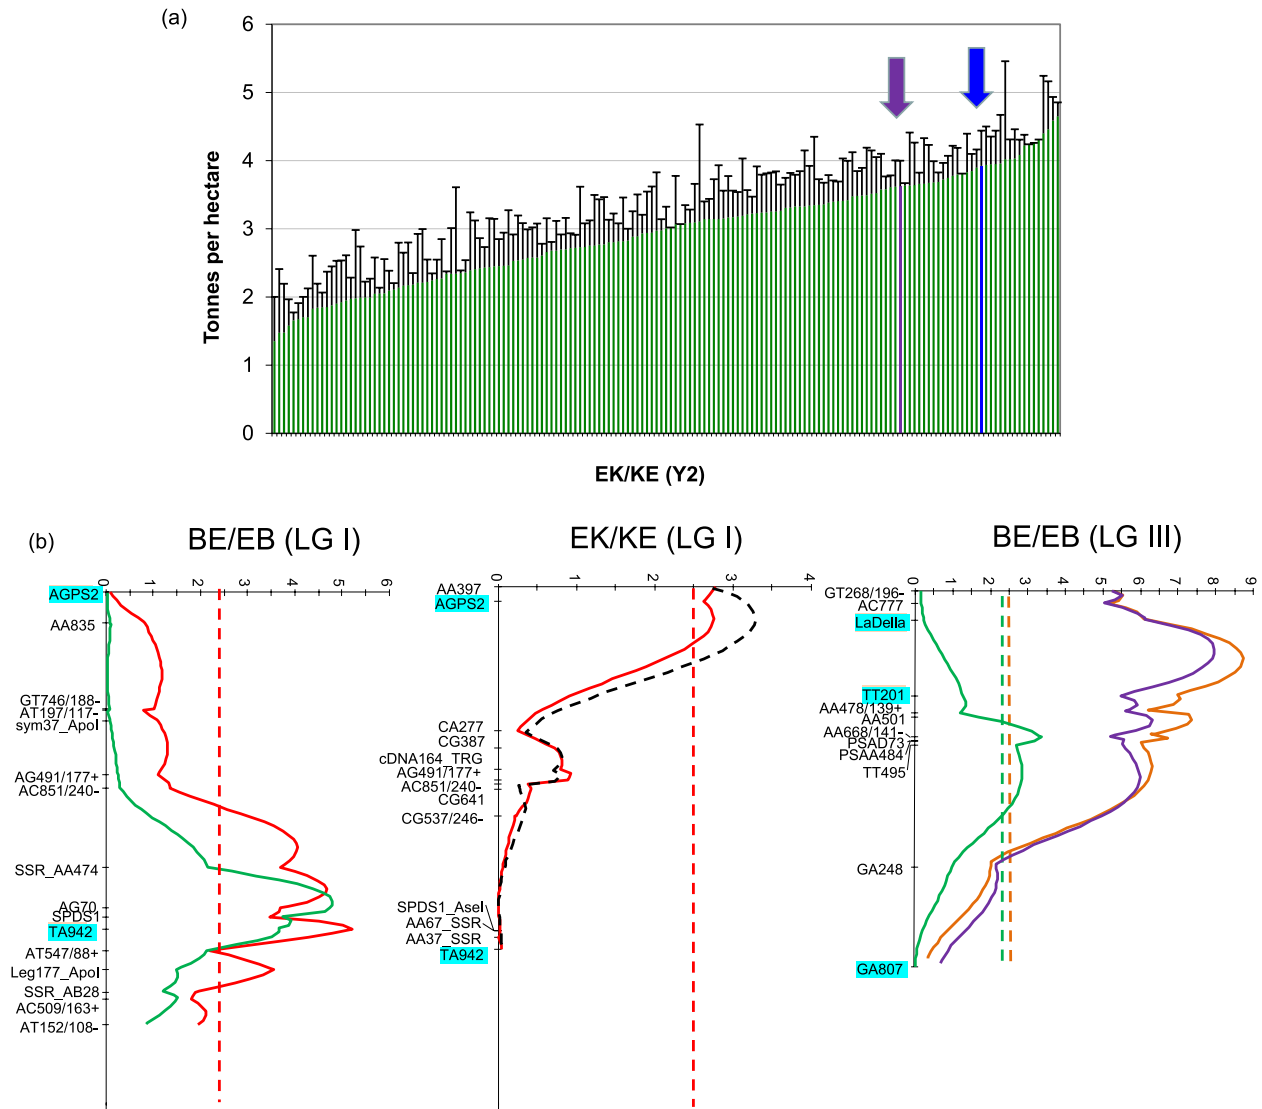 (a)
6
5
4
3
2
1
0
Tonnes per hectare
EK/KE (Y2)
(b)
BE/EB (LG I)
0 1 2 3 4 5 6
AGPS2
AA835
GT746/188-
AT197/117-
sym37_ApoI
AG491/177+
AC851/240-
SSR_AA474
AG70
SPDS1
TA942
AT547/88+
Leg177_ApoI
SSR_AB28
AC509/163+
AT152/108-
EK/KE (LG I)
0 1 2 3 4
AA397
AGPS2
CA277
CG387
cDNA164_TRG
AG491/177+
AC851/240-
CG641
CG537/246-
SPDS1_AseI
AA67_SSR
AA37_SSR
TA942
BE/EB (LG III)
0 1 2 3 4 5 6 7 8 9
GT268/196-
AC777
LaDella
TT201
AA478/139+
AA501
AA668/141-
PSAD73
PSAA484
TT495
GA248
GA807